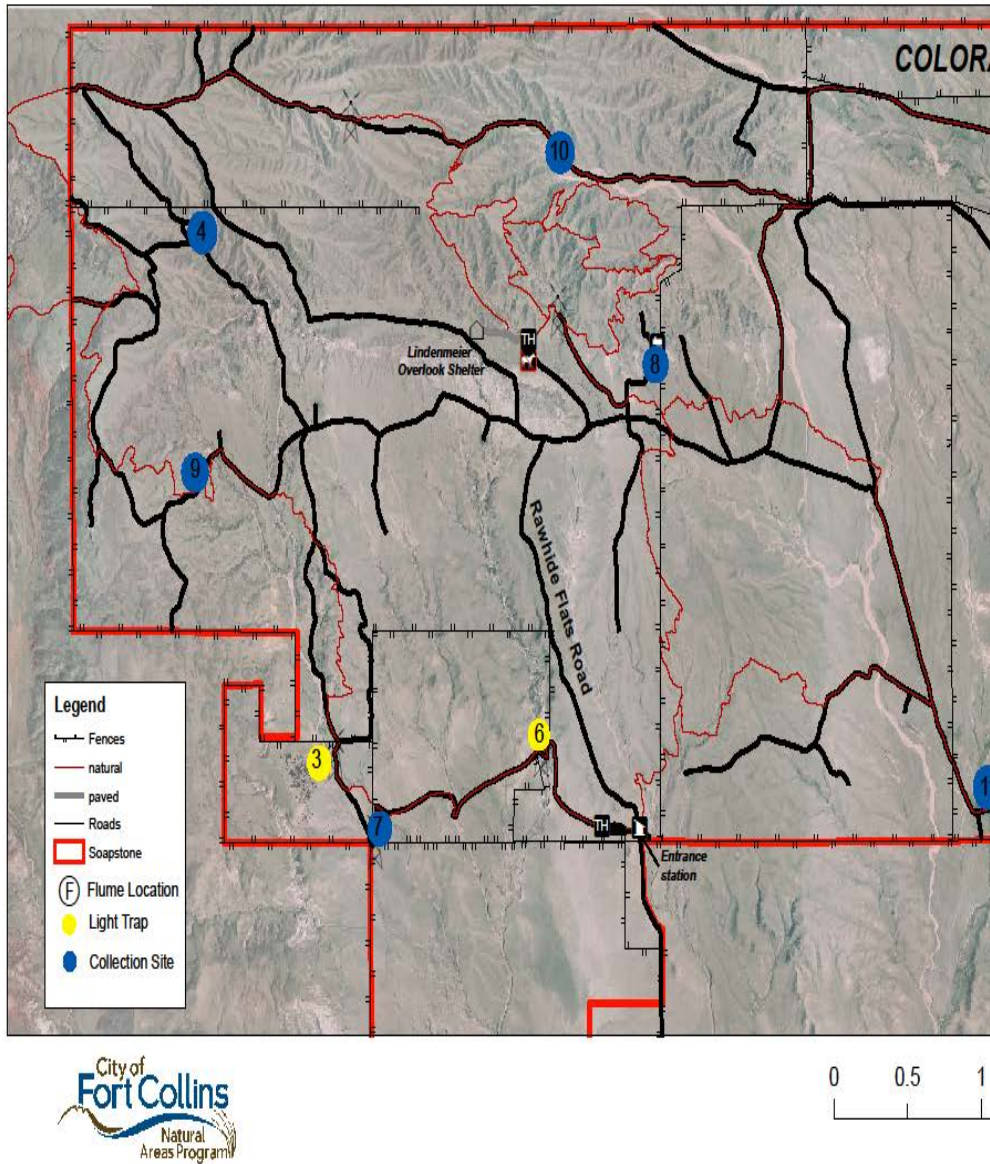 COLORA
10
4
TH
Lindenmeier
Overlook Shelter
8
9
Rawhide Flats Road
Legend
Fences
natural
paved
Roads
Soapstone
F Flume Location
Light Trap
Collection Site
3
6
7
TH
1
Entrance
station
City of
Fort Collins
Natural
Areas Program
0 0.5 1